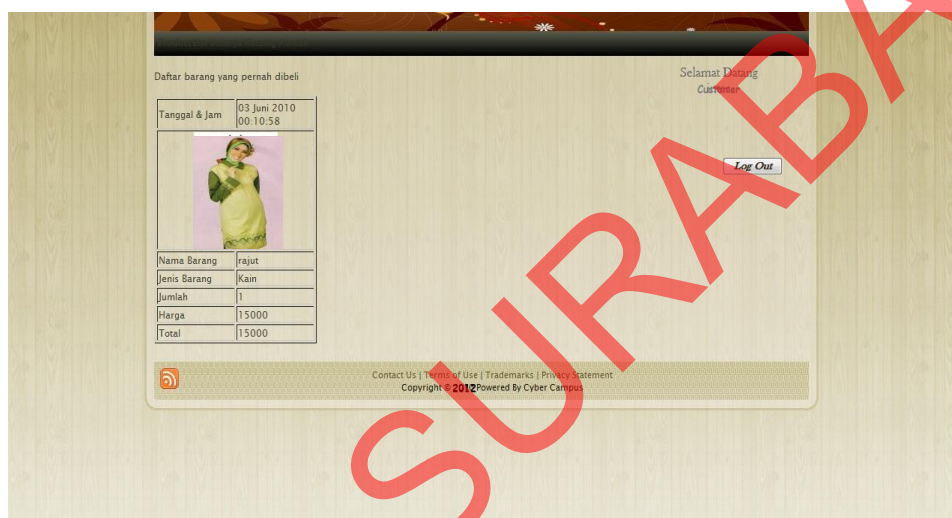 Daftar barang yang pernah dibeli
Selamat Datang
Customer
Tanggal & Jam
03 Juni 2010
00:10:58
Log Out
Nama Barang rajut
Jenis Barang Kain
Jumlah 1
Harga 15000
Total 15000
Contact Us | Terms of Use | Trademarks | Privacy Statement
Copyright © 2012 Powered By Cyber Campus
SURABA